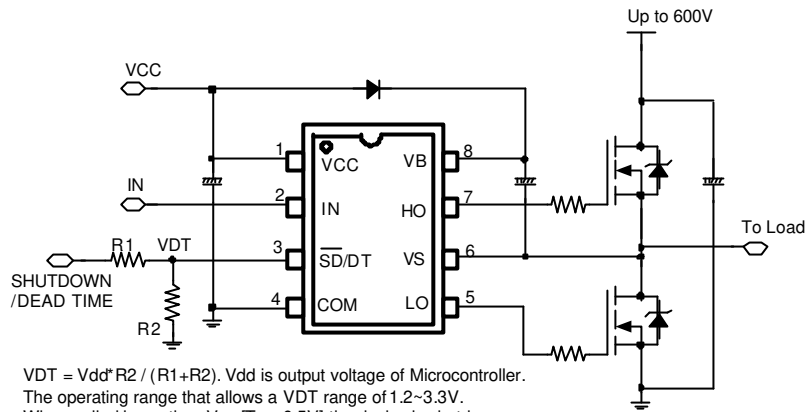 Up to 600V
VCC
1
VCC
VB
8
IN
2
IN
HO
7
To Load
R1
VDT
3
SD/DT
VS
6
SHUTDOWN
/DEAD TIME
R2
4
COM
LO
5
VDT = Vdd*R2 / (R1+R2). Vdd is output voltage of Microcontroller.
The operating range that allows a VDT range of 1.2~3.3V.